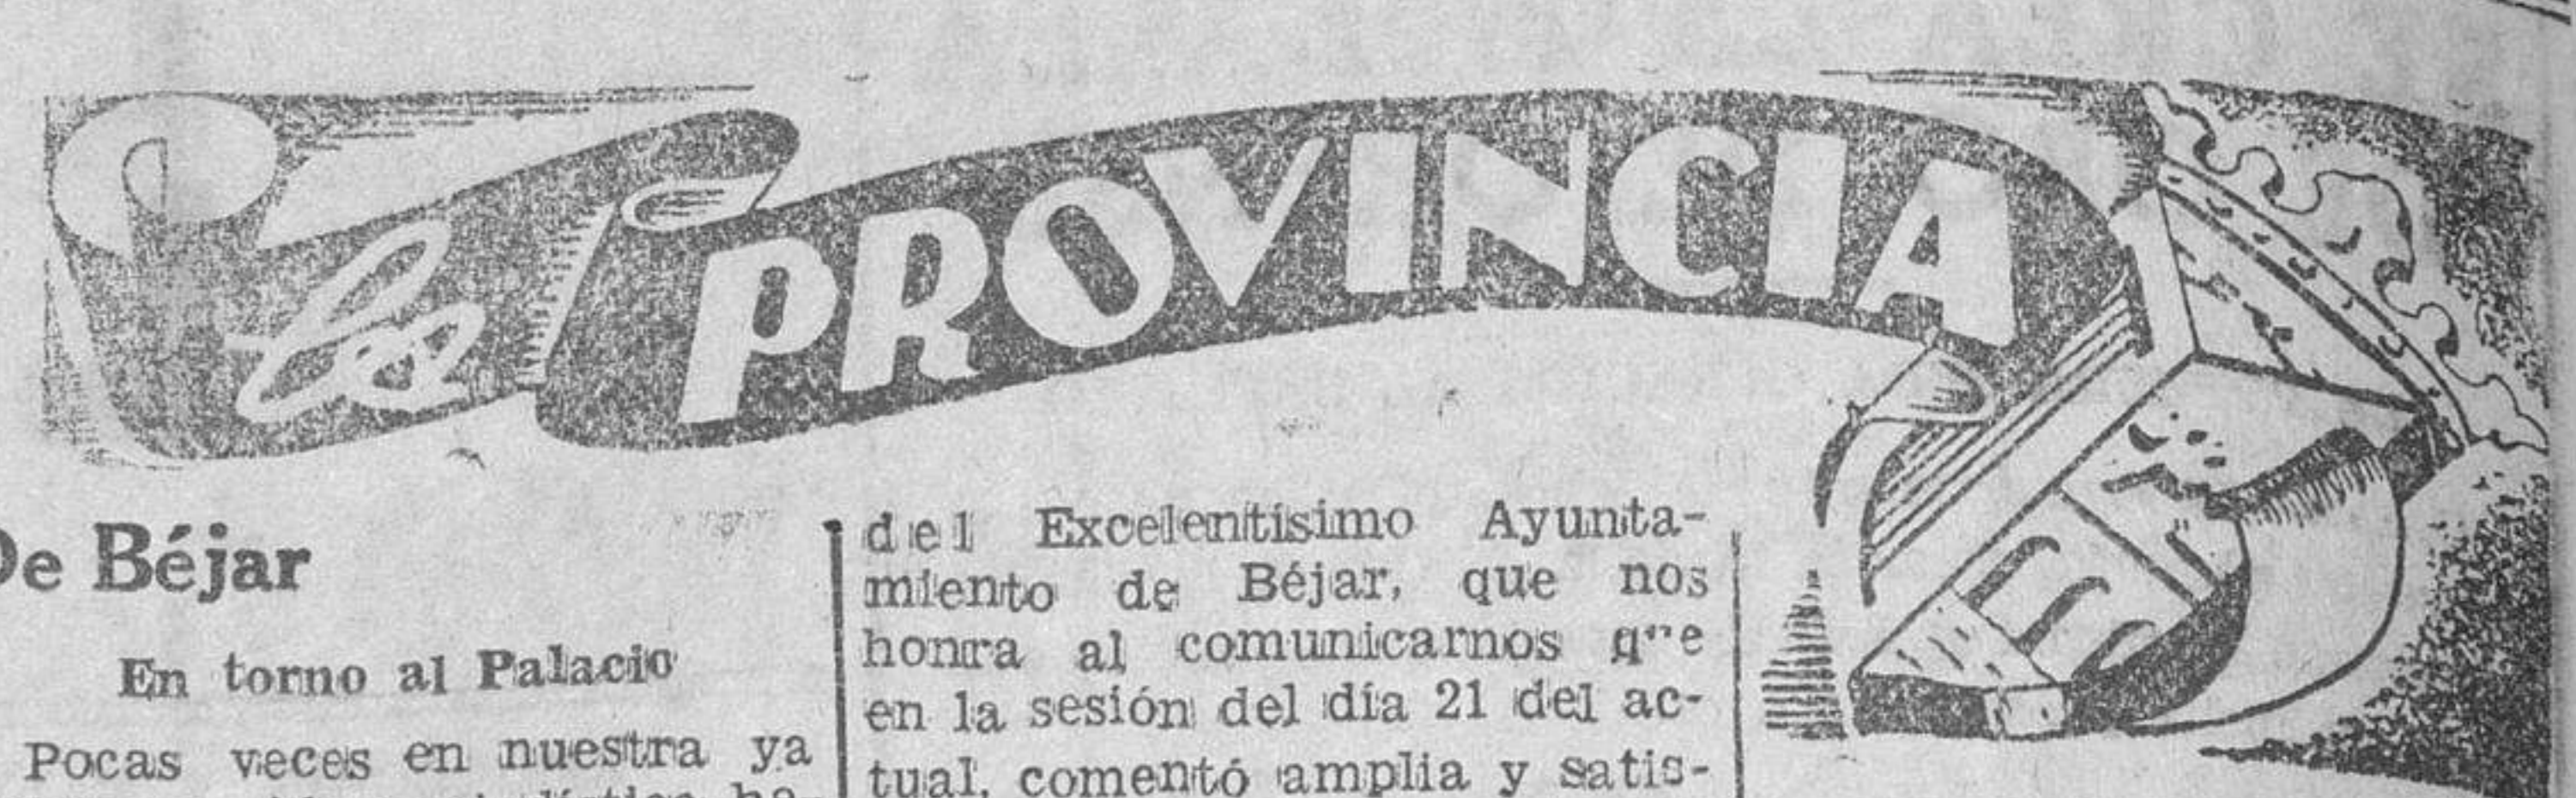 La PROVINCIA
De Béjar
En torno al Palacio
Pocas veces en nuestra ya
del Excelentísimo Ayunta-
miento de Béjar, que nos
honra al comunicarnos que
en la sesión del día 21 del ac-
tual, comentó amplia y satis-